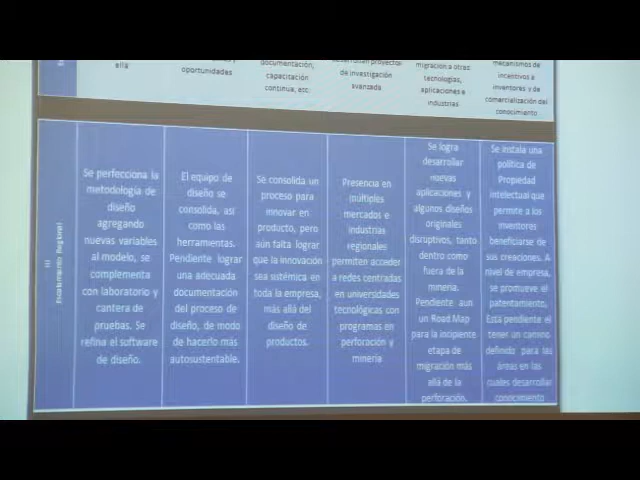 ella
oportunidades
documentación,
capacitación
continua, etc.
de investigación
avanzada
migración a otras
tecnologías,
aplicaciones e
industrias
mecanismos de
incentivos a
inventores y de
comercialización del
conocimiento
III
Escalamiento Regional
Se perfecciona la
metodología de
diseño
agregando
nuevas variables
al modelo, se
complementa
con laboratorio y
cantera de
pruebas. Se
refina el software
de diseño.
El equipo de
diseño se
consolida, asi
como las
herramientas.
Pendiente lograr
una adecuada
documentación
del proceso de
diseño, de modo
de hacerlo más
autosustentable.
Se consolida un
proceso para
innovar en
producto, pero
aún falta lograr
que la innovación
sea sistémica en
toda la empresa,
más allá del
diseño de
productos.
Presencia en
múltiples
mercados e
industrias
regionales
permiten acceder
a redes centradas
en universidades
tecnológicas con
programas en
perforación y
minería
Se logra
desarrollar
nuevas
aplicaciones y
algunos diseños
originales
disruptivos, tanto
dentro como
fuera de la
minería.
Pendiente aun
un Road Map
para la incipiente
etapa de
migración más
allá de la
perforación.
Se instala una
política de
Propiedad
Intelectual que
permite a los
inventores
beneficiarse de
sus creaciones. A
nivel de empresa,
se promueve el
patentamiento.
Está pendiente el
tener un camino
definido para las
áreas en las
cuales desarrollar
conocimiento